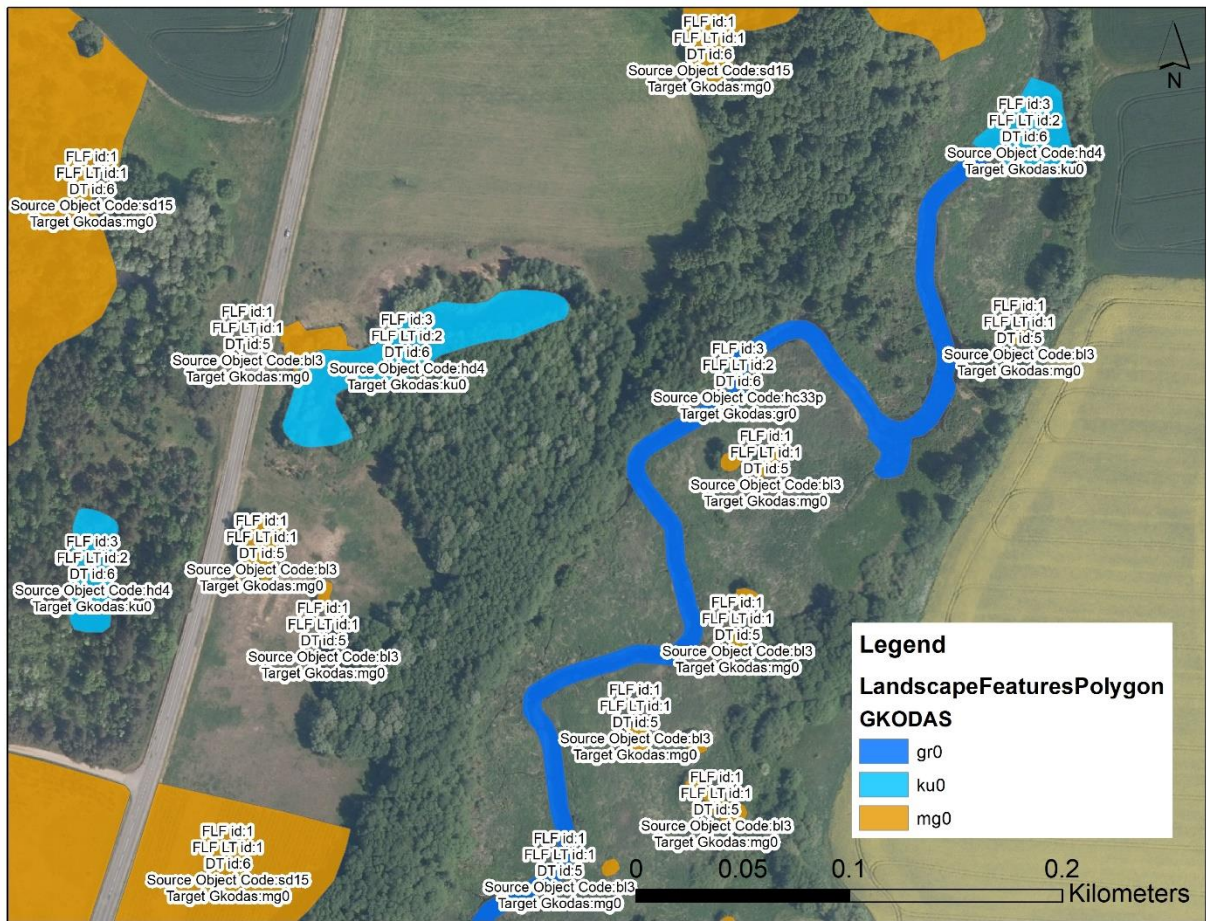 FLF id:1
FLF LT id:1
DT id:6
Source Object Code:sd15
Target Gkodas:mg0
N
FLF id:3
FLF LT id:2
DT id:6
Source Object Code:hd4
Target Gkodas:ku0
FLF id:1
FLF LT id:1
DT id:6
Source Object Code:sd15
Target Gkodas:mg0
FLF id:1
FLF LT id:1
DT id:5
Source Object Code:bl3
Target Gkodas:mg0
FLF id:3
FLF LT id:2
DT id:6
Source Object Code:hd4
Target Gkodas:ku0
FLF id:1
FLF LT id:1
DT id:5
Source Object Code:bl3
Target Gkodas:mg0
FLF id:3
FLF LT id:2
DT id:6
Source Object Code:hc33p
Target Gkodas:gr0
FLF id:1
FLF LT id:1
DT id:5
Source Object Code:bl3
Target Gkodas:mg0
FLF id:1
FLF LT id:1
DT id:5
Source Object Code:bl3
Target Gkodas:mg0
FLF id:3
FLF LT id:2
DT id:6
Source Object Code:hd4
Target Gkodas:ku0
FLF id:1
FLF LT id:1
DT id:5
Source Object Code:bl3
Target Gkodas:mg0
FLF id:1
FLF LT id:1
DT id:5
Source Object Code:bl3
Target Gkodas:mg0
FLF id:1
FLF LT id:1
DT id:5
Source Object Code:bl3
Target Gkodas:mg0
FLF id:1
FLF LT id:1
DT id:5
Source Object Code:bl3
Target Gkodas:mg0
FLF id:1
FLF LT id:1
DT id:6
Source Object Code:sd15
Target Gkodas:mg0
FLF id:1
FLF LT id:1
DT id:5
Source Object Code:bl3
Target Gkodas:mg0
Legend
LandscapeFeaturesPolygon
GKODAS
gr0
ku0
mg0
0 0.05 0.1 0.2
Kilometers